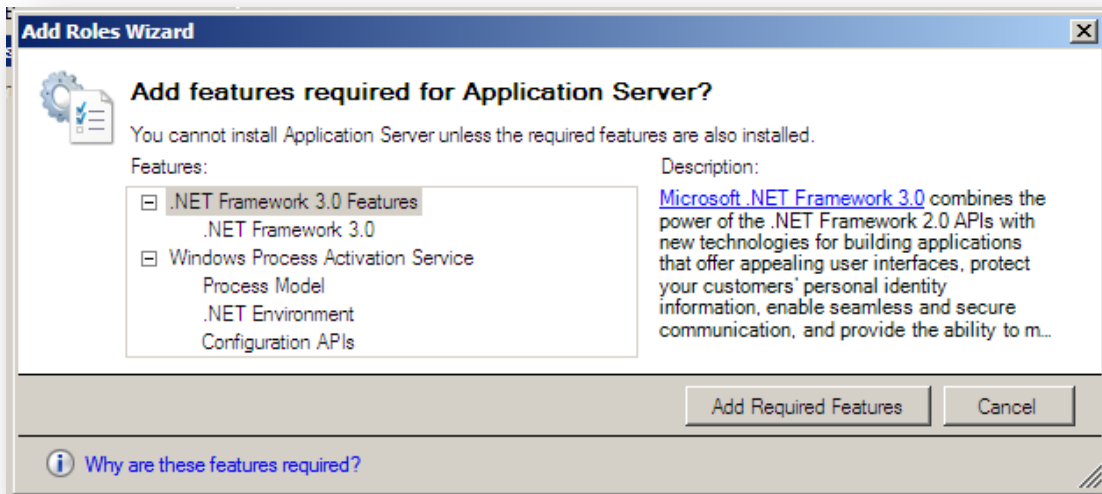 Add Roles Wizard
Add features required for Application Server?
You cannot install Application Server unless the required features are also installed.
Features:
.NET Framework 3.0 Features
.NET Framework 3.0
Windows Process Activation Service
Process Model
.NET Environment
Configuration APIs
Description:
Microsoft .NET Framework 3.0 combines the
power of the .NET Framework 2.0 APIs with
new technologies for building applications
that offer appealing user interfaces, protect
your customers' personal identity
information, enable seamless and secure
communication, and provide the ability to m...
Add Required Features
Cancel
Why are these features required?